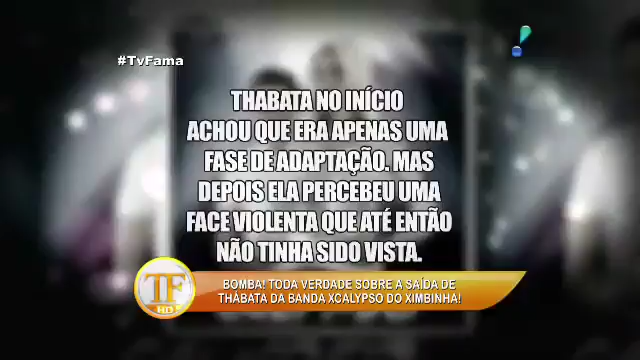 #TvFama
THABATA NO INÍCIO
ACHOU QUE ERA APENAS UMA
FASE DE ADAPTAÇÃO. MAS
DEPOIS ELA PERCEBEU UMA
FACE VIOLENTA QUE ATÉ ENTÃO
NÃO TINHA SIDO VISTA.
TF
HD
BOMBA! TODA VERDADE SOBRE A SAÍDA DE
THÁBATA DA BANDA XCALYPSO DO XIMBINHA!